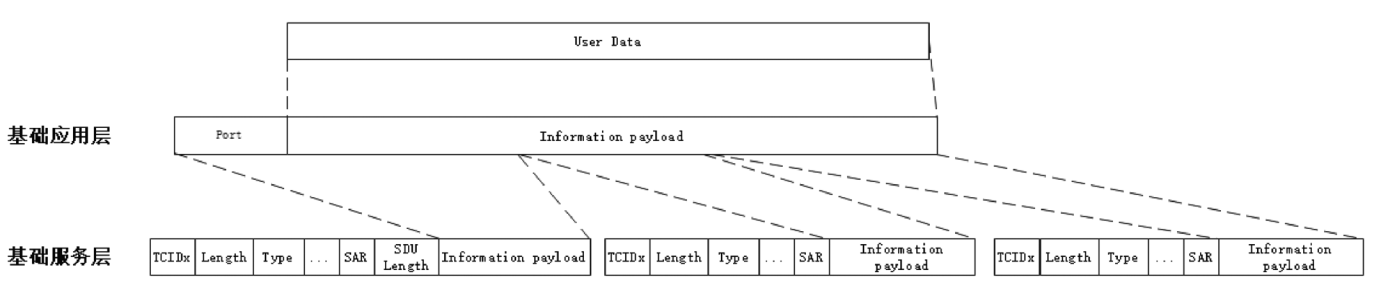 User Data
基础应用层
Port
Information payload
基础服务层
TCIDx Length Type ... SAR SDU Length Information payload
TCIDx Length Type ... SAR Information payload
TCIDx Length Type ... SAR Information payload